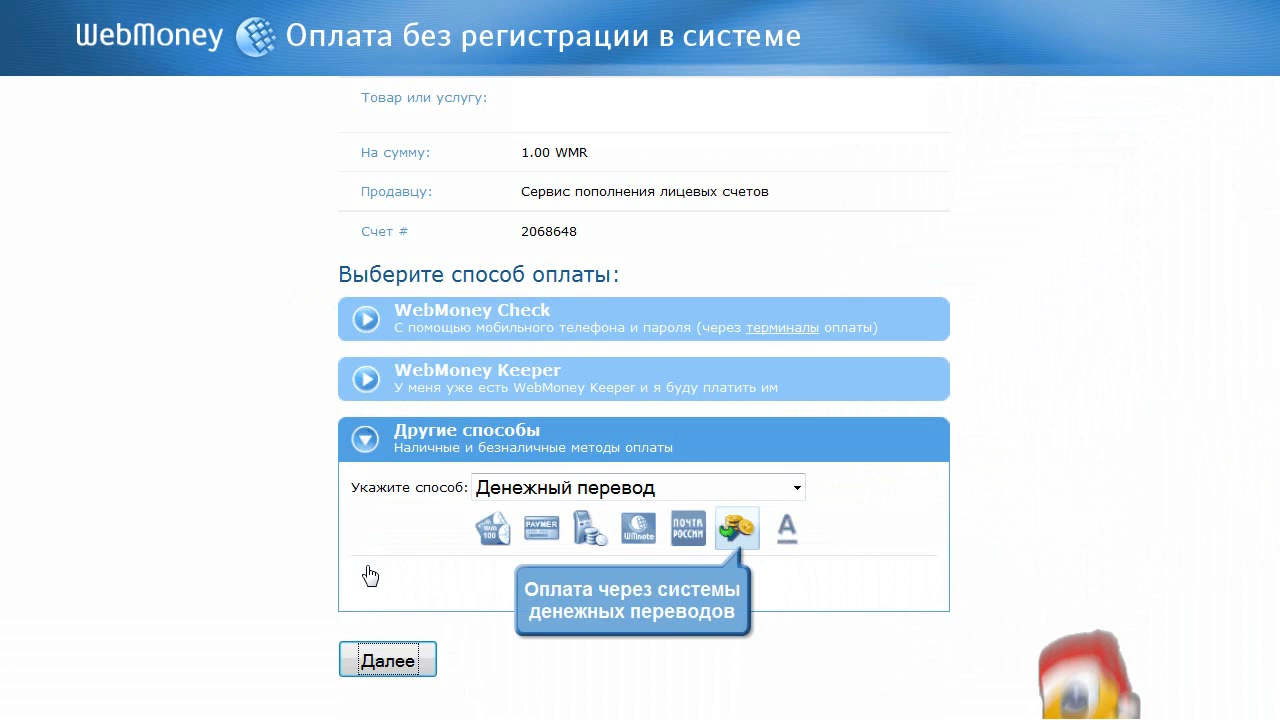 WebMoney Оплата без регистрации в системе
Товар или услугу:
На сумму: 1.00 WMR
Продавцу: Сервис пополнения лицевых счетов
Счет # 2068648
Выберите способ оплаты:
WebMoney Check
С помощью мобильного телефона и пароля (через терминалы оплаты)
WebMoney Keeper
У меня уже есть WebMoney Keeper и я буду платить им
Другие способы
Наличные и безналичные методы оплаты
Укажите способ: Денежный перевод
WM 100 PAYMER WMnote ПОЧТА РОССИИ А
Оплата через системы
денежных переводов
Далее